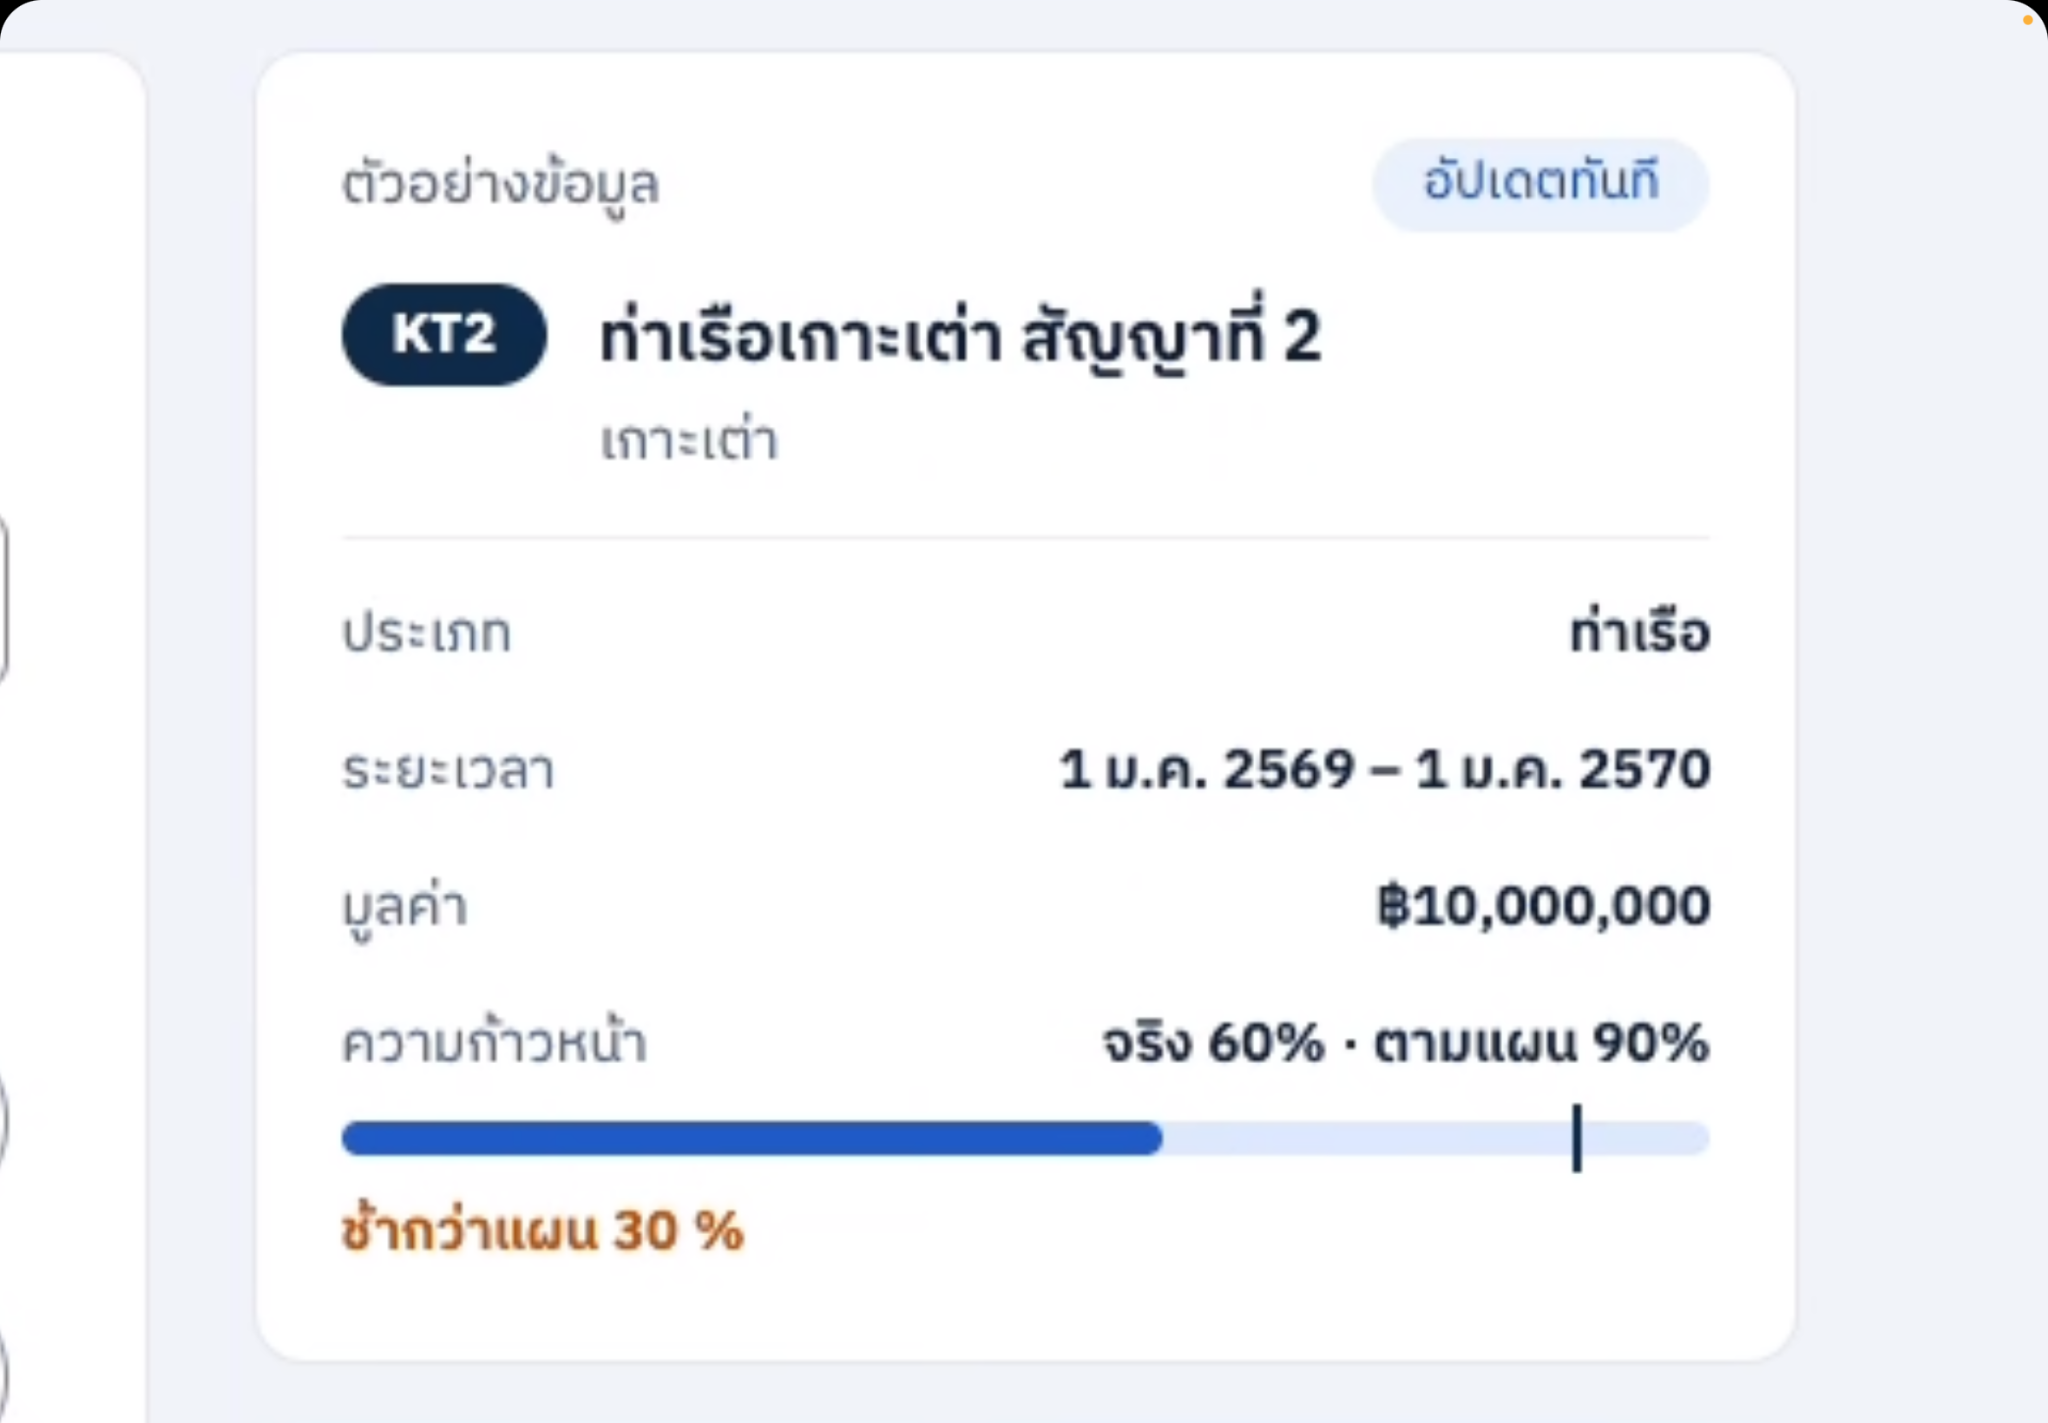 ตัวอย่างข้อมูล อัปเดตทันที
KT2 ท่าเรือเกาะเต่า สัญญาที่ 2
เกาะเต่า
ประเภท ท่าเรือ
ระยะเวลา 1 ม.ค. 2569 – 1 ม.ค. 2570
มูลค่า ฿10,000,000
ความก้าวหน้า จริง 60% · ตามแผน 90%
ช้ากว่าแผน 30 %